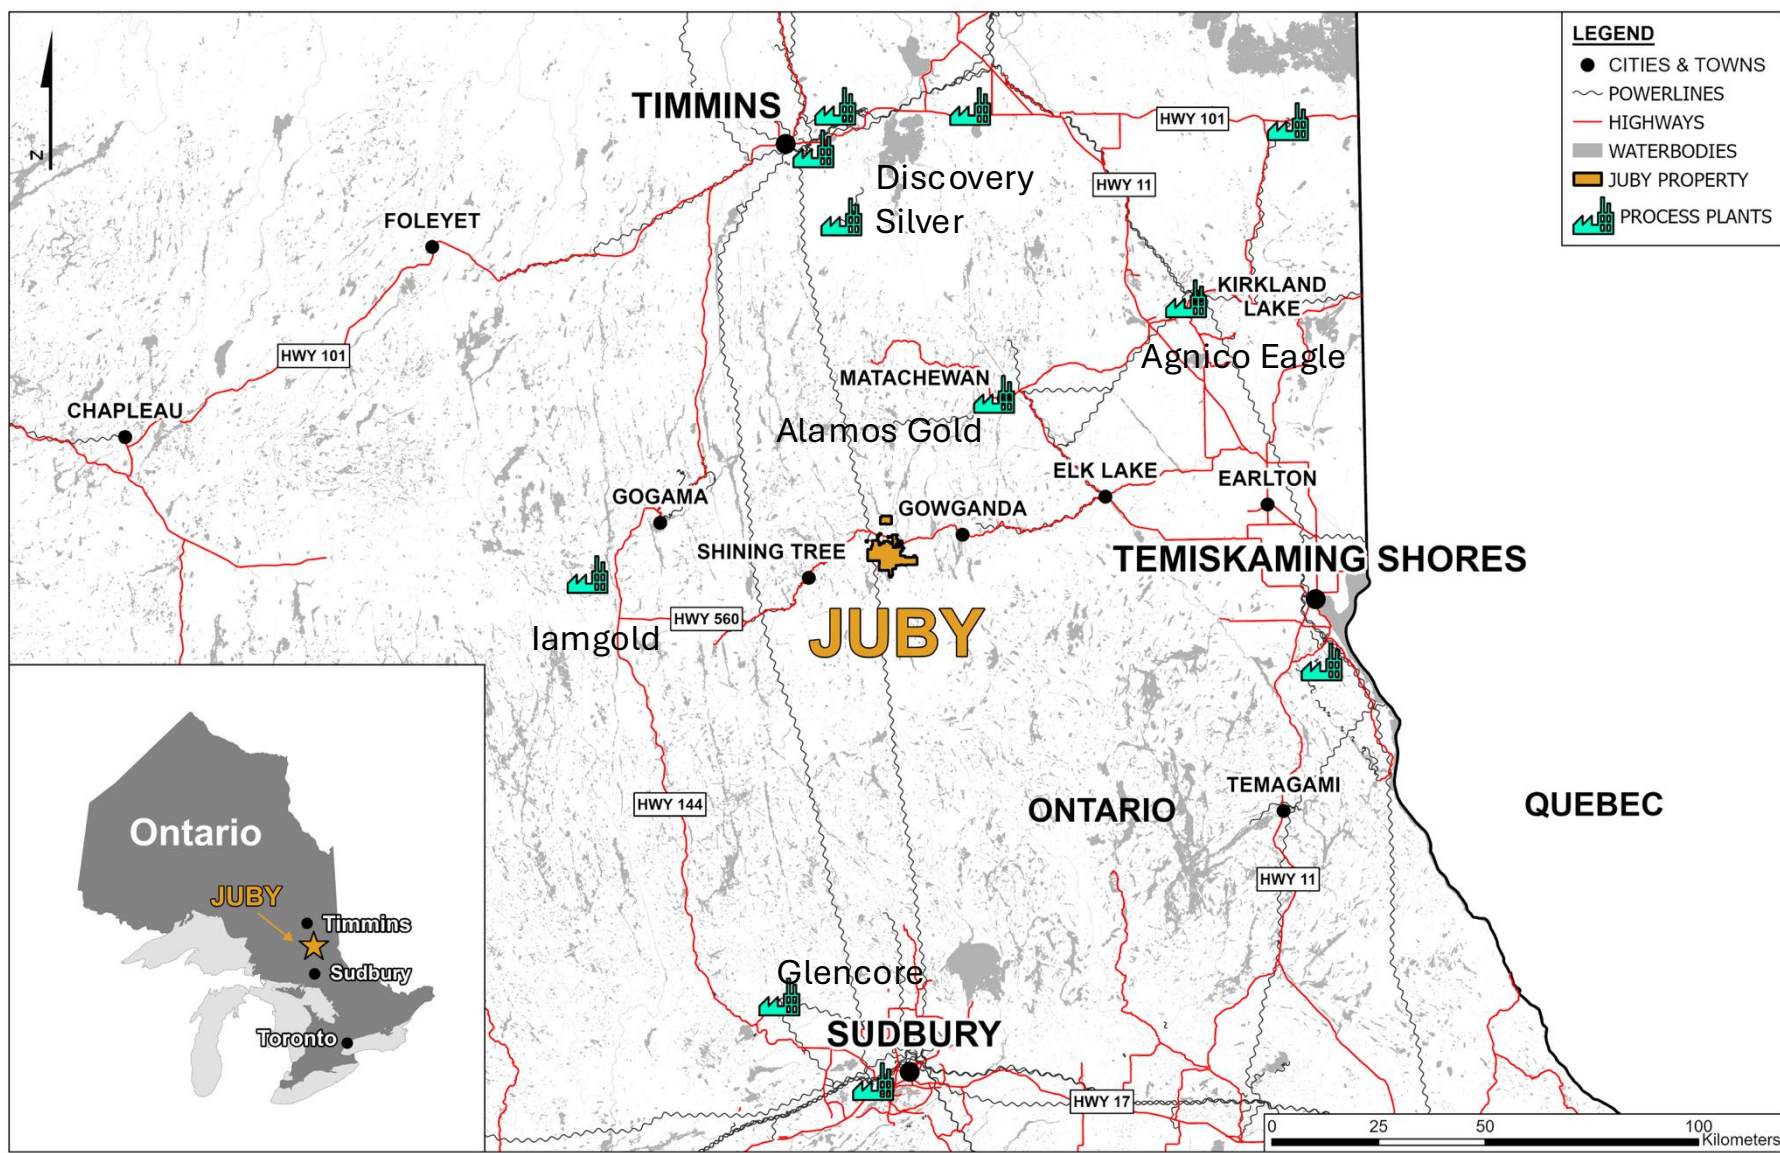 LEGEND
CITIES & TOWNS
POWERLINES
HIGHWAYS
WATERBODIES
JUBY PROPERTY
PROCESS PLANTS
N
TIMMINS
HWY 101
HWY 11
Discovery
Silver
FOLEYET
KIRKLAND
LAKE
HWY 101
Agnico Eagle
MATACHEWAN
CHAPLEAU
Alamos Gold
ELK LAKE
EARLTON
GOGAMA
GOWGANDA
SHINING TREE
TEMISKAMING SHORES
HWY 560
JUBY
Iamgold
TEMAGAMI
HWY 144
ONTARIO
QUEBEC
HWY 11
Glencore
SUDBURY
HWY 17
Ontario
JUBY
Timmins
Sudbury
Toronto
0 25 50 100
Kilometers